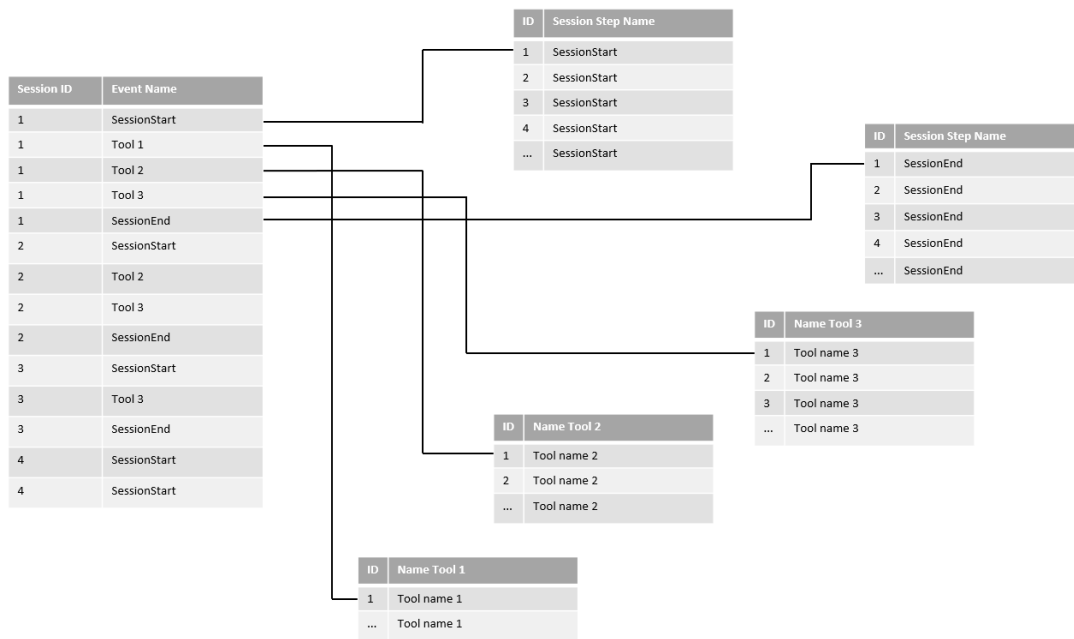 Session ID Event Name
1 SessionStart
1 Tool 1
1 Tool 2
1 Tool 3
1 SessionEnd
2 SessionStart
2 Tool 2
2 Tool 3
2 SessionEnd
3 SessionStart
3 Tool 3
3 SessionEnd
4 SessionStart
4 SessionStart
ID Session Step Name
1 SessionStart
2 SessionStart
3 SessionStart
4 SessionStart
... SessionStart
ID Session Step Name
1 SessionEnd
2 SessionEnd
3 SessionEnd
4 SessionEnd
... SessionEnd
ID Name Tool 3
1 Tool name 3
2 Tool name 3
3 Tool name 3
... Tool name 3
ID Name Tool 2
1 Tool name 2
2 Tool name 2
... Tool name 2
ID Name Tool 1
1 Tool name 1
... Tool name 1